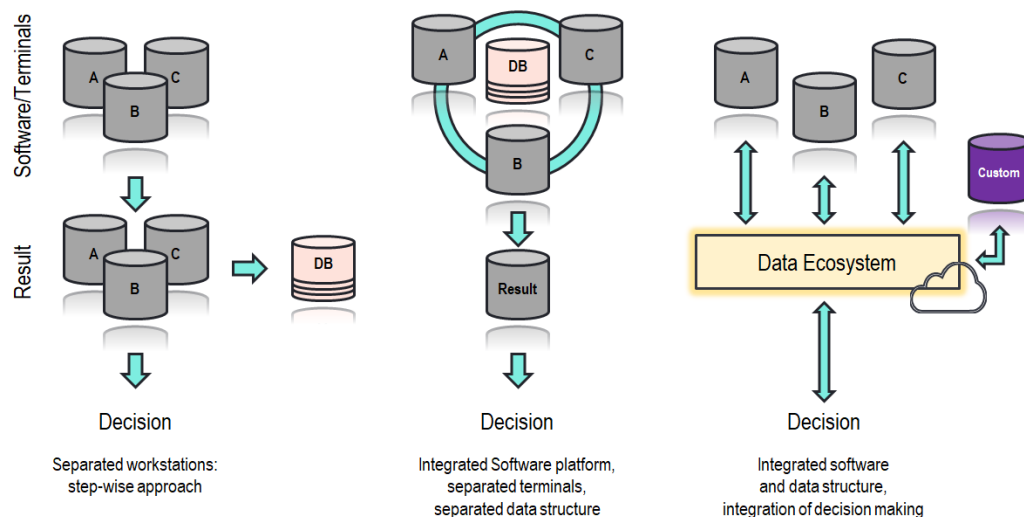 Software/Terminals
Result
A
C
B
A
C
B
DB
Decision
Separated workstations:
step-wise approach
A
C
DB
B
Result
Decision
Integrated Software platform,
separated terminals,
separated data structure
A
C
B
Custom
Data Ecosystem
Decision
Integrated software
and data structure,
integration of decision making